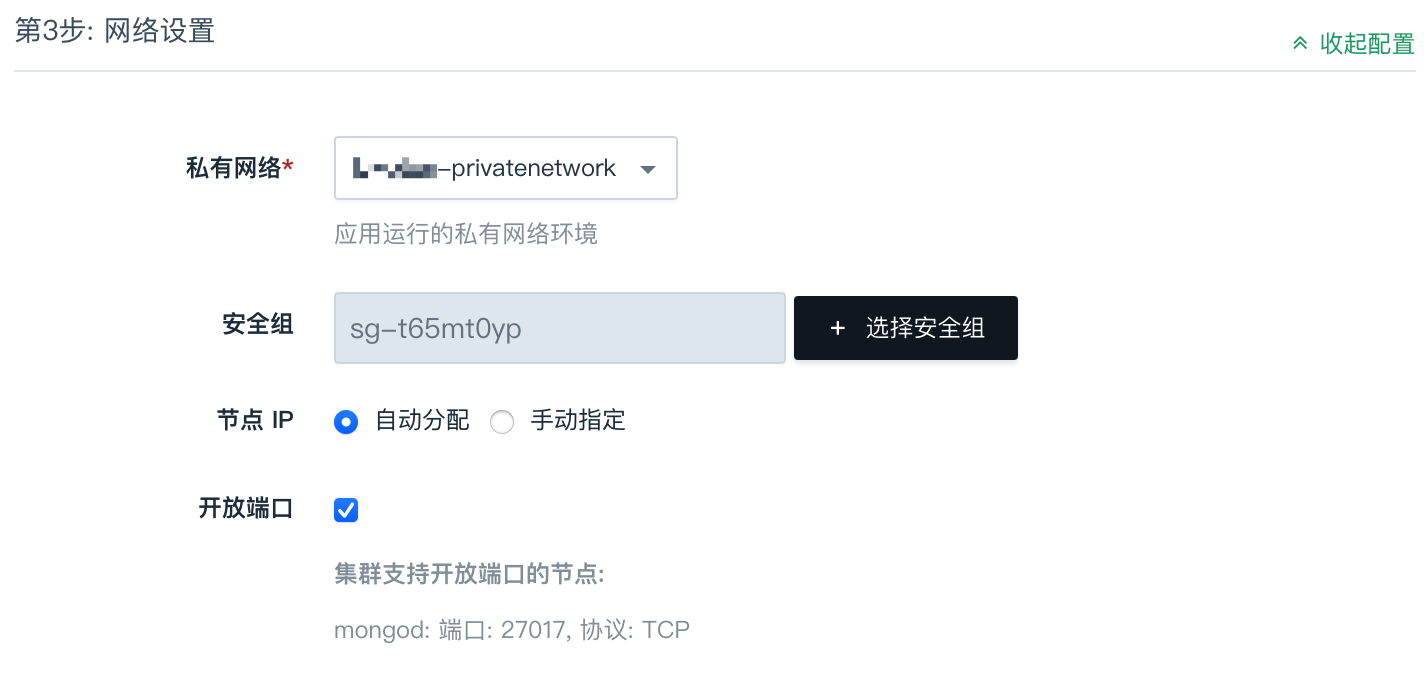 第3步: 网络设置
收起配置
私有网络*
-privatenetwork
应用运行的私有网络环境
安全组
sg-t65mt0yp
+ 选择安全组
节点 IP
自动分配
手动指定
开放端口
集群支持开放端口的节点:
mongod: 端口: 27017, 协议: TCP